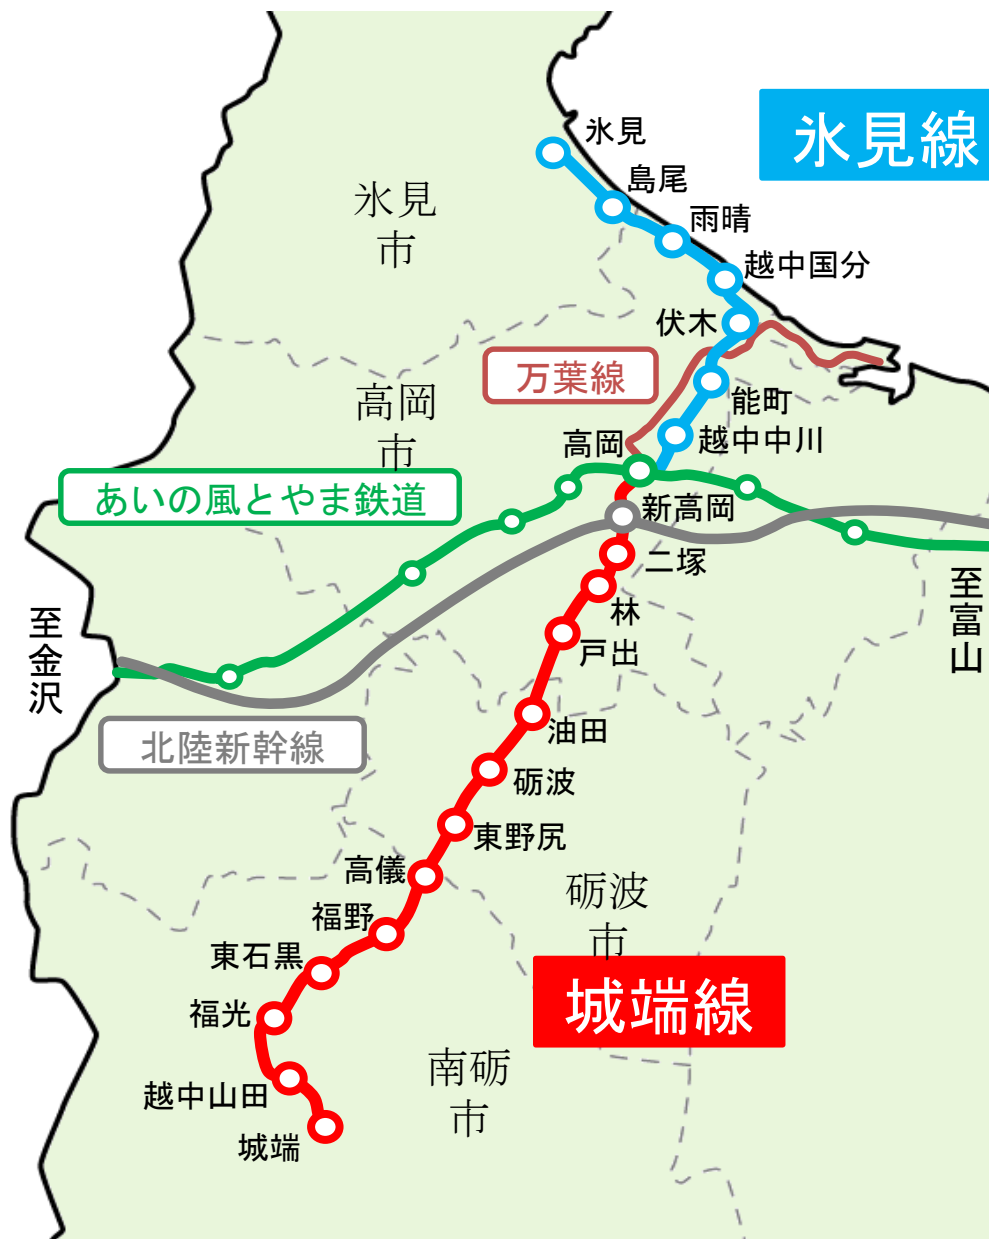 氷見
氷見線
島尾
氷見
市
雨晴
越中国分
伏木
万葉線
能町
高岡
市
越中中川
高岡
あいの風とやま鉄道
新高岡
二塚
至富山
林
至金沢
戸出
油田
北陸新幹線
砺波
東野尻
高儀
砺波
市
福野
東石黒
城端線
福光
南砺
市
越中山田
城端